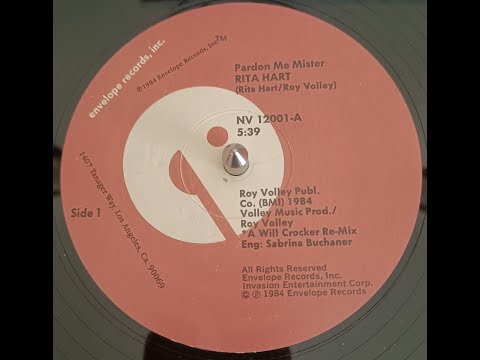 envelope records, inc.
℗1984 Envelope Records, Inc.™
Pardon Me Mister
RITA HART
(Rita Hart/Roy Volley)
NV 12001-A
5:39
Side 1
1407 Tanager Way, Los Angeles, Ca. 90069
Roy Volley Publ.
Co. (BMI) 1984
Volley Music Prod./
Roy Volley
*A Will Crocker Re-Mix
Eng: Sabrina Buchaner
All Rights Reserved
Envelope Records, Inc.
Invasion Entertainment Corp.
© ℗ 1984 Envelope Records